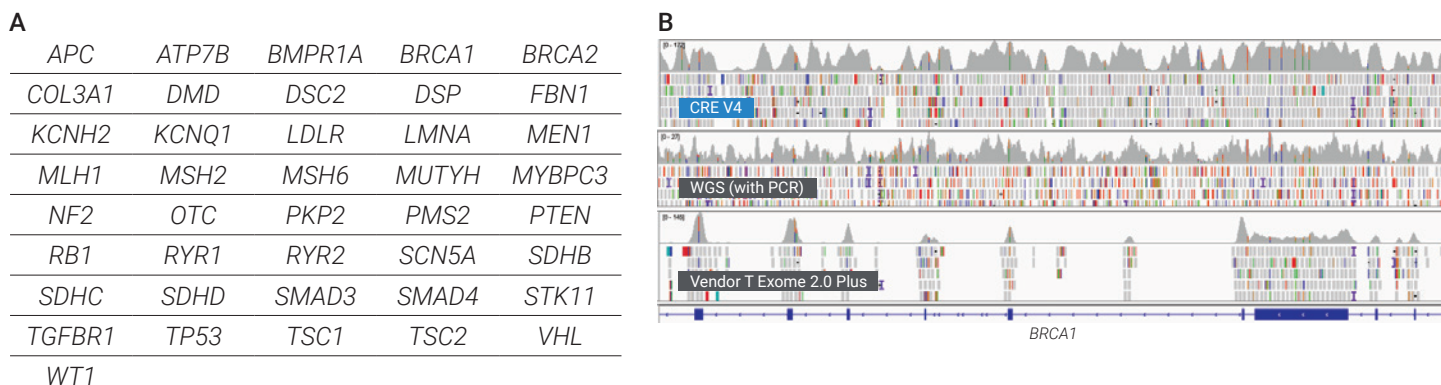 A
APC ATP7B BMPR1A BRCA1 BRCA2
COL3A1 DMD DSC2 DSP FBN1
KCNH2 KCNQ1 LDLR LMNA MEN1
MLH1 MSH2 MSH6 MUTYH MYBPC3
NF2 OTC PKP2 PMS2 PTEN
RB1 RYR1 RYR2 SCN5A SDHB
SDHC SDHD SMAD3 SMAD4 STK11
TGFBR1 TP53 TSC1 TSC2 VHL
WT1
B
CRE V4
WGS (with PCR)
Vendor T Exome 2.0 Plus
BRCA1